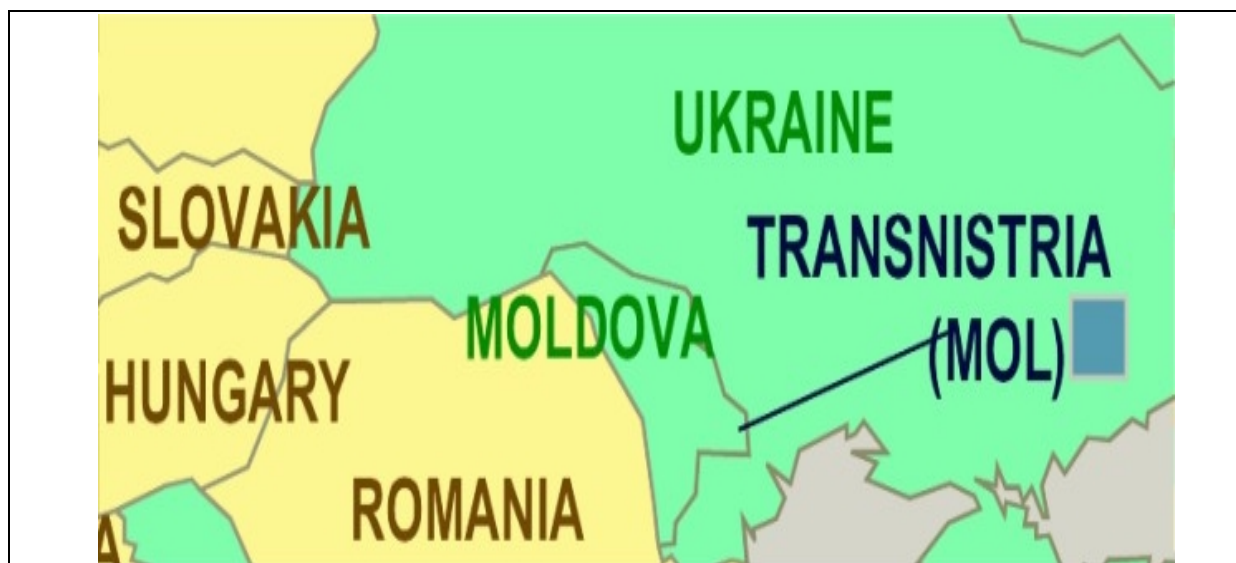 UKRAINE
SLOVAKIA
TRANSNISTRIA
(MOL)
MOLDOVA
HUNGARY
ROMANIA
A